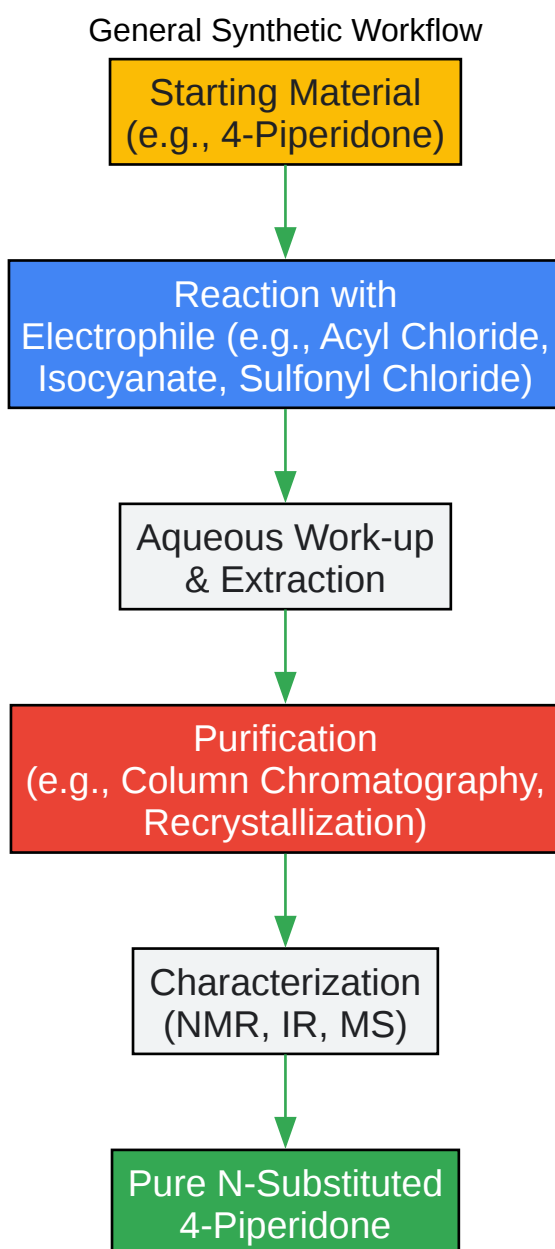 General Synthetic Workflow
Starting Material
(e.g., 4-Piperidone)
Reaction with
Electrophile (e.g., Acyl Chloride,
Isocyanate, Sulfonyl Chloride)
Aqueous Work-up
& Extraction
Purification
(e.g., Column Chromatography,
Recrystallization)
Characterization
(NMR, IR, MS)
Pure N-Substituted
4-Piperidone